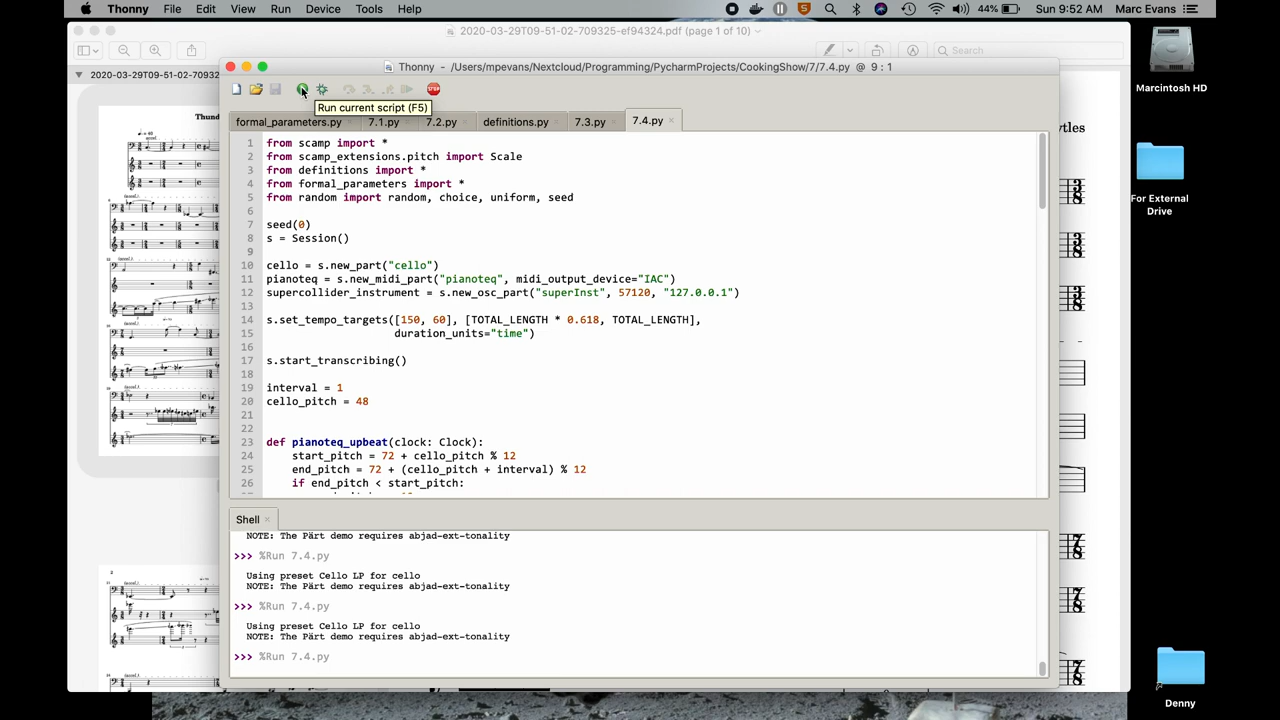 Thonny File Edit View Run Device Tools Help
44% Sun 9:52 AM Marc Evans
2020-03-29T09-51-02-709325-ef94324.pdf (page 1 of 10)
Search
2020-03-29T09-51-02-70932
Thonny - /Users/mpevans/Nextcloud/Programming/PycharmProjects/CookingShow/7/7.4.py @ 9 : 1
STOP
Run current script (F5)
formal_parameters.py 7.1.py 7.2.py definitions.py 7.3.py 7.4.py
1 from scamp import *
2 from scamp_extensions.pitch import Scale
3 from definitions import *
4 from formal_parameters import *
5 from random import random, choice, uniform, seed
6
7 seed(0)
8 s = Session()
9
10 cello = s.new_part("cello")
11 pianoteq = s.new_midi_part("pianoteq", midi_output_device="IAC")
12 supercollider_instrument = s.new_osc_part("superInst", 57120, "127.0.0.1")
13
14 s.set_tempo_targets([150, 60], [TOTAL_LENGTH * 0.618, TOTAL_LENGTH],
15 duration_units="time")
16
17 s.start_transcribing()
18
19 interval = 1
20 cello_pitch = 48
21
22
23 def pianoteq_upbeat(clock: Clock):
24 start_pitch = 72 + cello_pitch % 12
25 end_pitch = 72 + (cello_pitch + interval) % 12
26 if end_pitch < start_pitch:
Shell
NOTE: The Pärt demo requires abjad-ext-tonality
>>> %Run 7.4.py
Using preset Cello LP for cello
NOTE: The Pärt demo requires abjad-ext-tonality
>>> %Run 7.4.py
Using preset Cello LP for cello
NOTE: The Pärt demo requires abjad-ext-tonality
>>> %Run 7.4.py
Thund
rtles
Marcintosh HD
For External
Drive
Denny